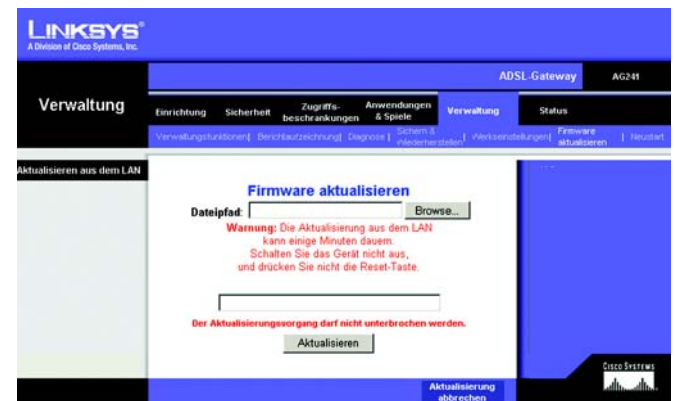 LINKSYS®
A Division of Cisco Systems, Inc.
ADSL-Gateway AG241
Verwaltung
Einrichtung Sicherheit Zugriffs-beschränkungen Anwendungen & Spiele Verwaltung Status
Verwaltungsfunktionen | Berichtaufzeichnung | Diagnose | Sichern & Wiederherstellen | Werkseinstellungen | Firmware aktualisieren | Neustart
Aktualisieren aus dem LAN
Firmware aktualisieren
Dateipfad: Browse...
Warnung: Die Aktualisierung aus dem LAN
kann einige Minuten dauern.
Schalten Sie das Gerät nicht aus,
und drücken Sie nicht die Reset-Taste.
Der Aktualisierungsvorgang darf nicht unterbrochen werden.
Aktualisieren
CISCO SYSTEMS
Aktualisierung
abbrechen